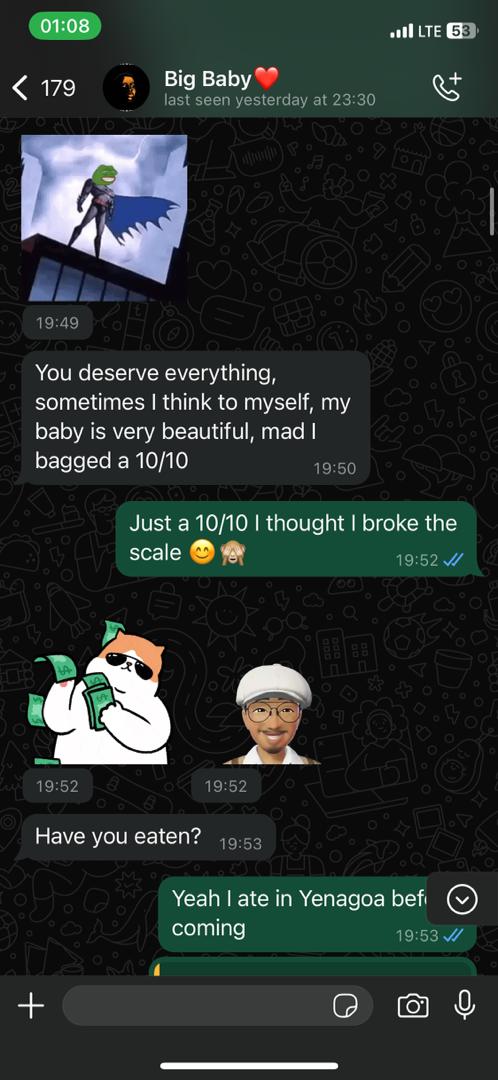 01:08
LTE 53
179
Big Baby❤️
last seen yesterday at 23:30
19:49
You deserve everything,
sometimes I think to myself, my
baby is very beautiful, mad I
bagged a 10/10
19:50
Just a 10/10 I thought I broke the
scale 😊🙈
19:52
19:52
19:52
Have you eaten?
19:53
Yeah I ate in Yenagoa
coming
19:53